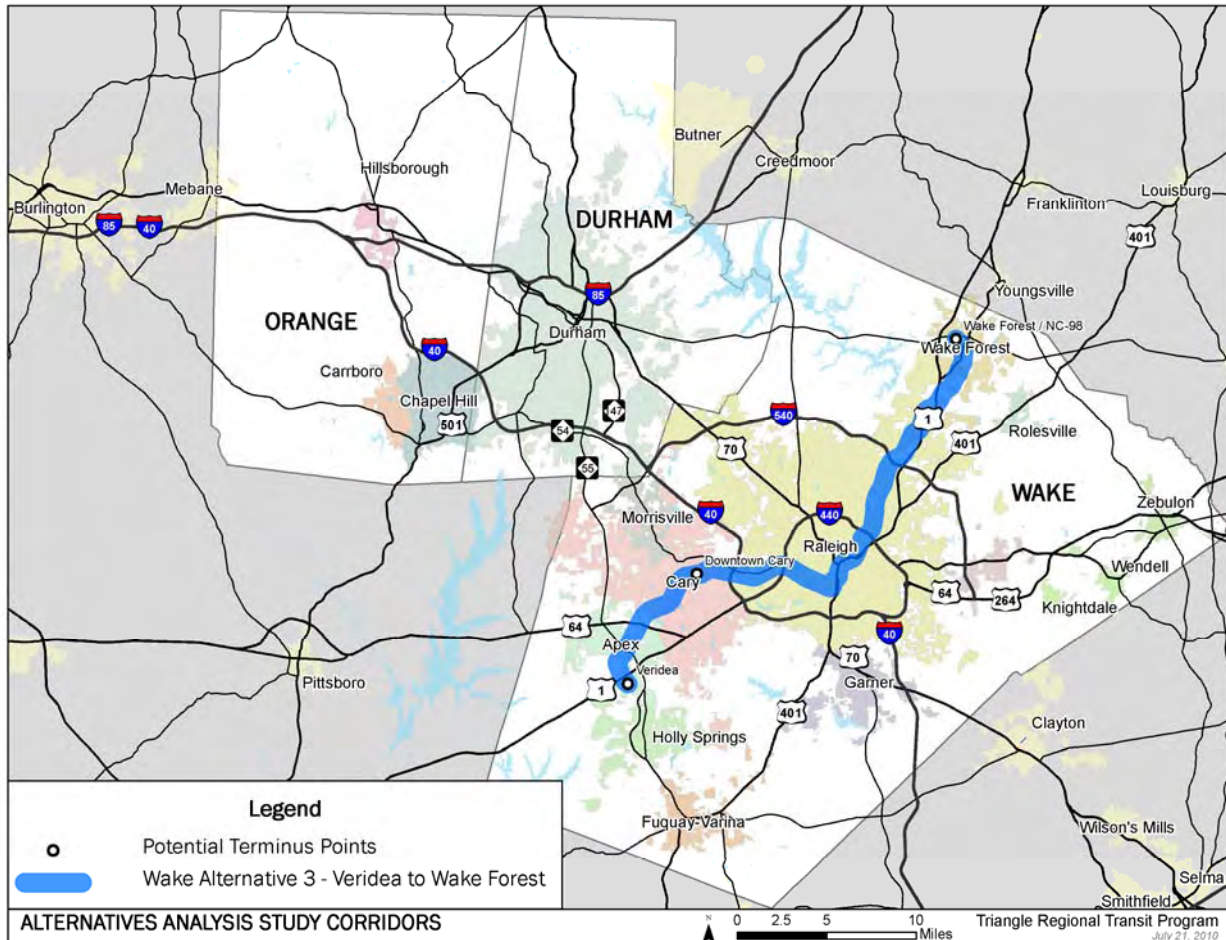 Butner
Creedmoor
Hillsborough
Mebane
Louisburg
Burlington
Franklinton
85
40
DURHAM
401
Youngsville
85
ORANGE
Durham
Wake Forest / NC-98
40
Wake Forest
Carrboro
Chapel Hill
501
147
540
1
54
70
401
Rolesville
55
WAKE
Zebulon
40
440
Morrisville
Raleigh
Downtown Cary
Wendell
Cary
64
264
Knightdale
64
40
Apex
70
Veridea
Garner
Pittsboro
1
401
Clayton
Holly Springs
Legend
Fuquay-Varina
Wilson's Mills
Potential Terminus Points
Wake Alternative 3 - Veridea to Wake Forest
Selma
Smithfield
ALTERNATIVES ANALYSIS STUDY CORRIDORS
N
0 2.5 5 10
Miles
Triangle Regional Transit Program
July 21, 2010